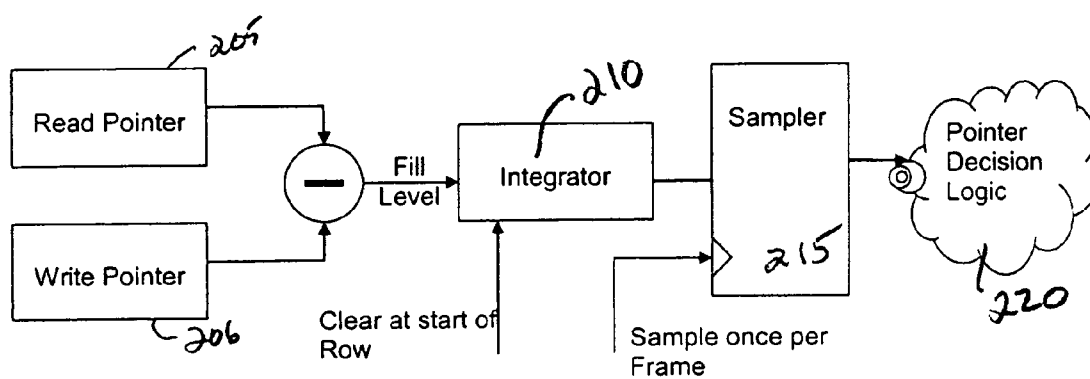 205
Read Pointer
Write Pointer
206
Fill
Level
210
Integrator
Clear at start of
Row
Sampler
215
Sample once per
Frame
Pointer
Decision
Logic
220